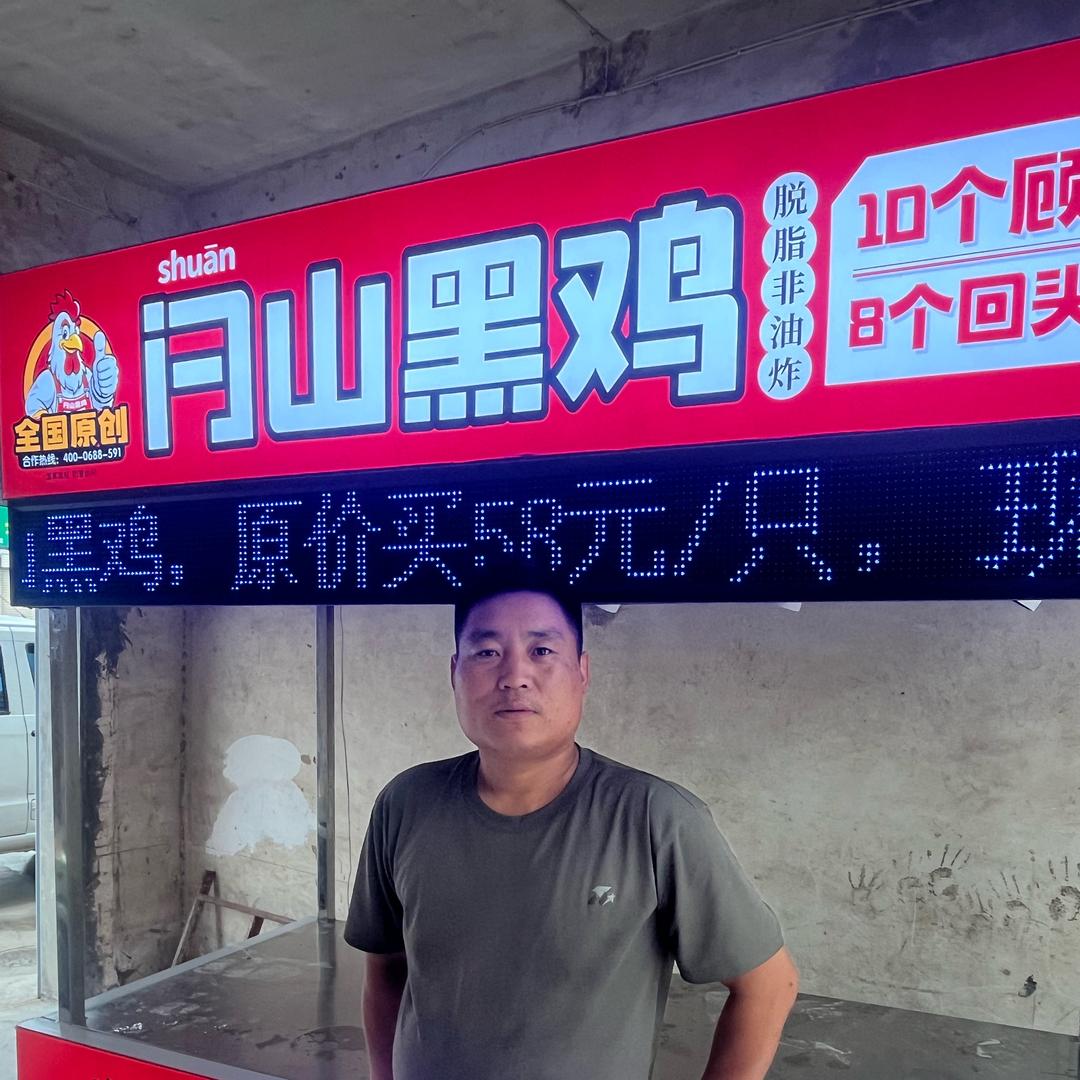 shuān
闩山黑鸡
脱脂非油炸
10个顾
8个回头
全国原创
合作热线：400-0688-591
黑鸡，原价买58元/只，现